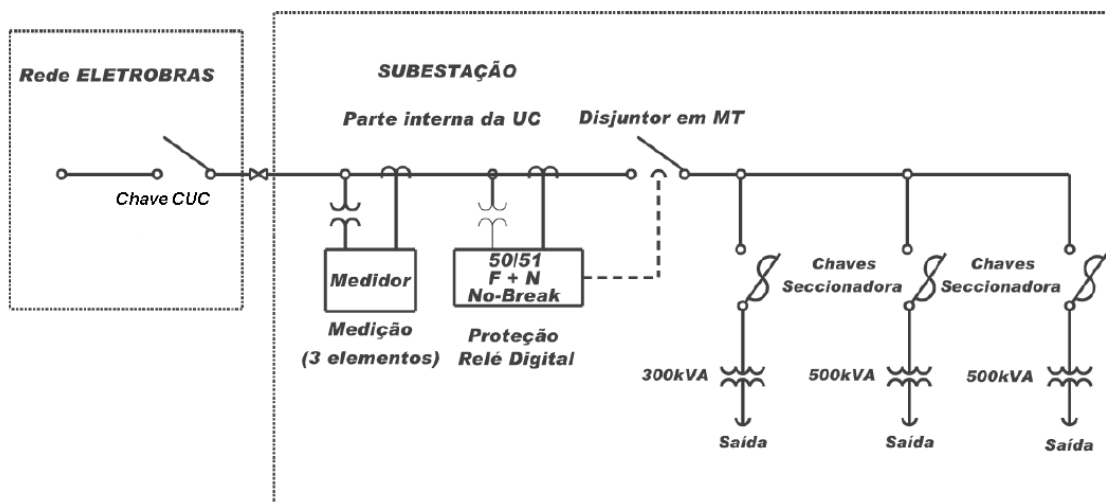 Rede ELETROBRAS
Chave CUC
SUBESTAÇÃO
Parte interna da UC
Disjuntor em MT
Medidor
Medição
(3 elementos)
50/51
F + N
No-Break
Proteção
Relé Digital
Chaves
Seccionadora
Chaves
Seccionadora
300kVA
500kVA
500kVA
Saída
Saída
Saída